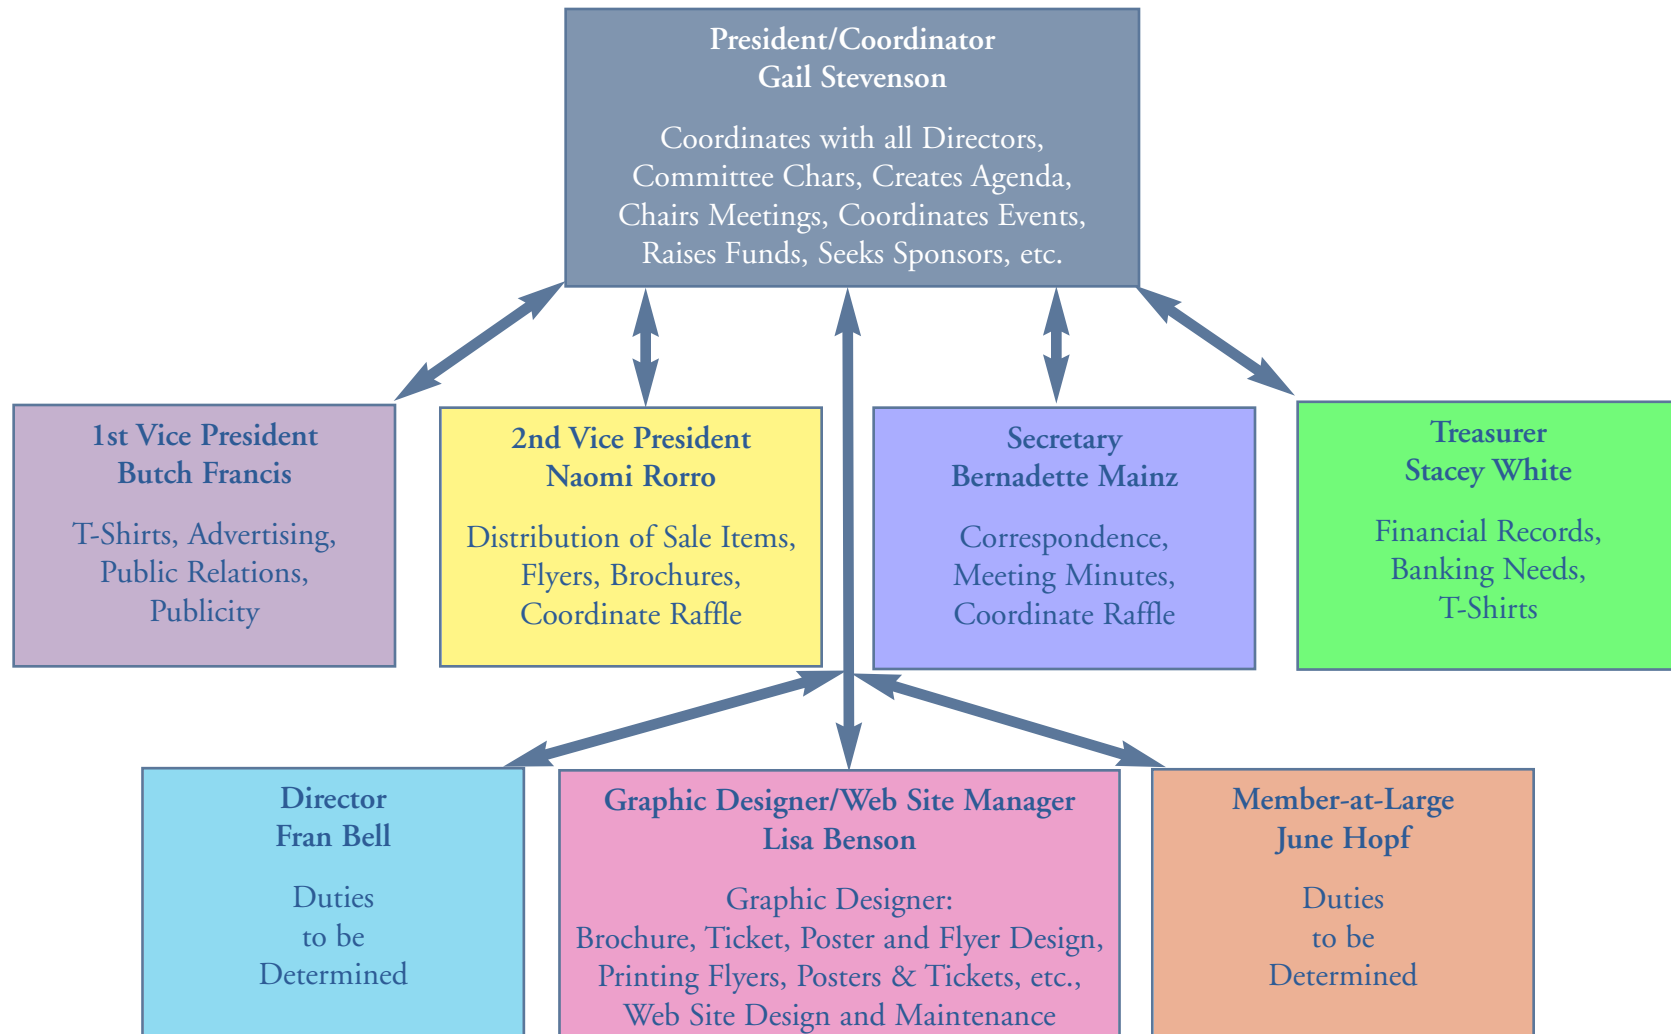 President/Coordinator
Gail Stevenson
Coordinates with all Directors,
Committee Chars, Creates Agenda,
Chairs Meetings, Coordinates Events,
Raises Funds, Seeks Sponsors, etc.
1st Vice President
Butch Francis
T-Shirts, Advertising,
Public Relations,
Publicity
2nd Vice President
Naomi Rorro
Distribution of Sale Items,
Flyers, Brochures,
Coordinate Raffle
Secretary
Bernadette Mainz
Correspondence,
Meeting Minutes,
Coordinate Raffle
Treasurer
Stacey White
Financial Records,
Banking Needs,
T-Shirts
Director
Fran Bell
Duties
to be
Determined
Graphic Designer/Web Site Manager
Lisa Benson
Graphic Designer:
Brochure, Ticket, Poster and Flyer Design,
Printing Flyers, Posters & Tickets, etc.,
Web Site Design and Maintenance
Member-at-Large
June Hopf
Duties
to be
Determined